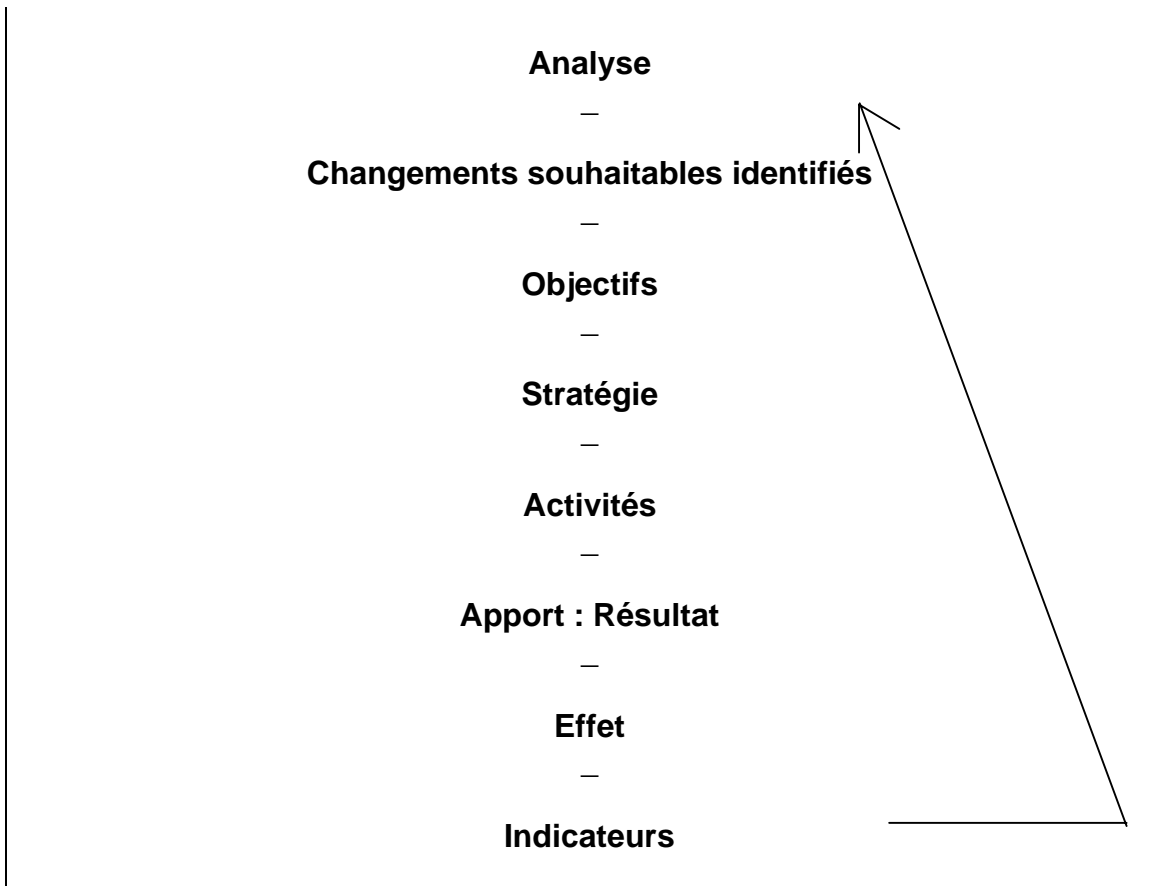 Analyse
–
Changements souhaitables identifiés
–
Objectifs
–
Stratégie
–
Activités
–
Apport : Résultat
–
Effet
–
Indicateurs